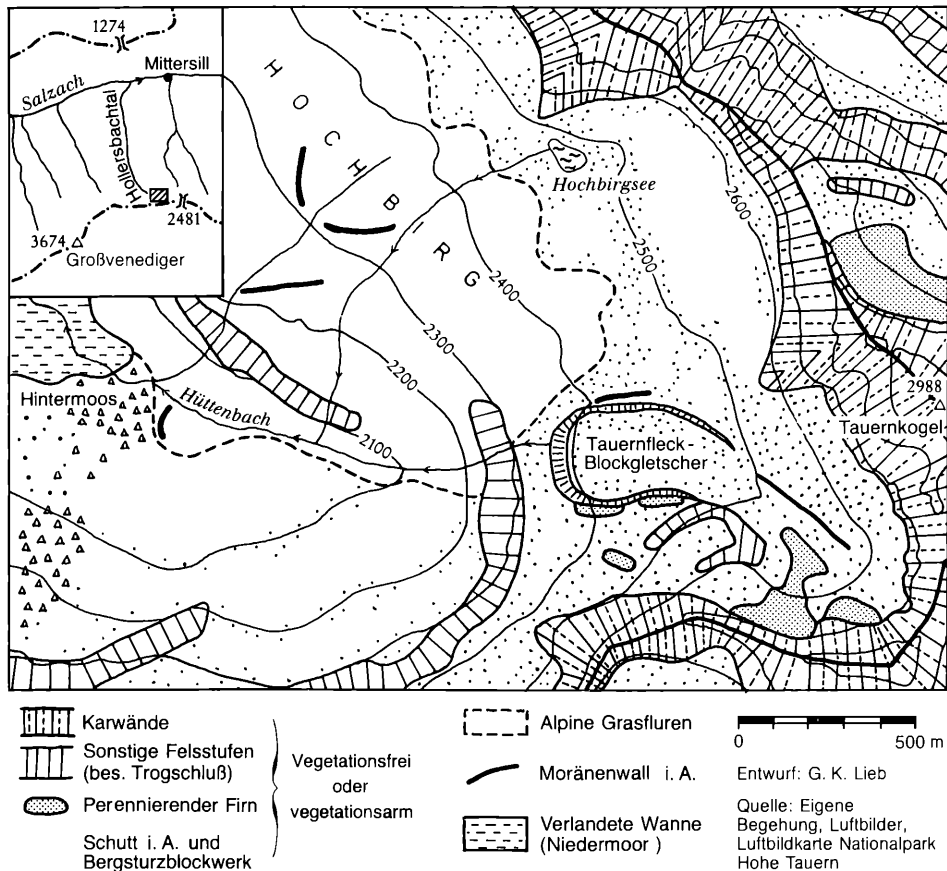 1274
Mittersill
Salzach
Hollersbachtal
2481
3674
Großvenediger
HOCHBIRG
Hochbirgsee
2600
2500
2400
2300
2200
2100
2988
Tauernkogel
Hintermoos
Hüttenbach
Tauernfleck-
Blockgletscher
Karwände
Sonstige Felsstufen
(bes. Trogschluß)
Perennierender Firn
Schutt i. A. und
Bergsturzblockwerk
Vegetationsfrei
oder
vegetationsarm
Alpine Grasfluren
Moränenwall i. A.
Verlandete Wanne
(Niedermoor )
0 500 m
Entwurf: G. K. Lieb
Quelle: Eigene
Begehung, Luftbilder,
Luftbildkarte Nationalpark
Hohe Tauern